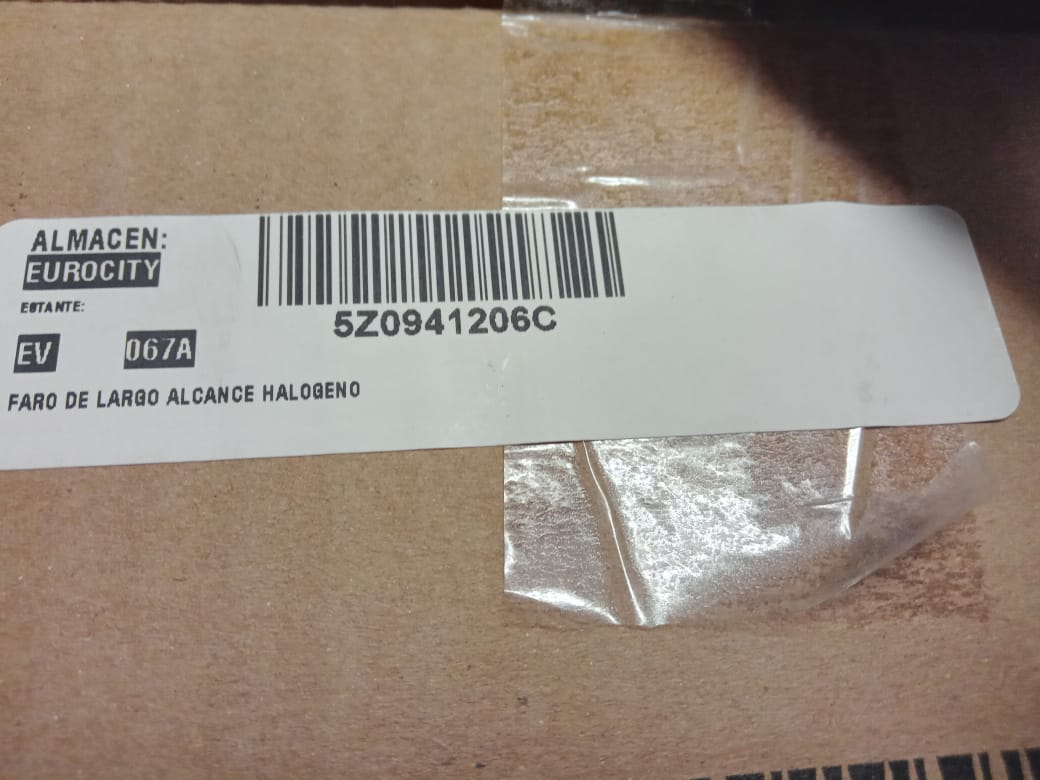 ALMACEN:
EUROCITY
ESTANTE:
EV 067A
5Z0941206C
FARO DE LARGO ALCANCE HALOGENO